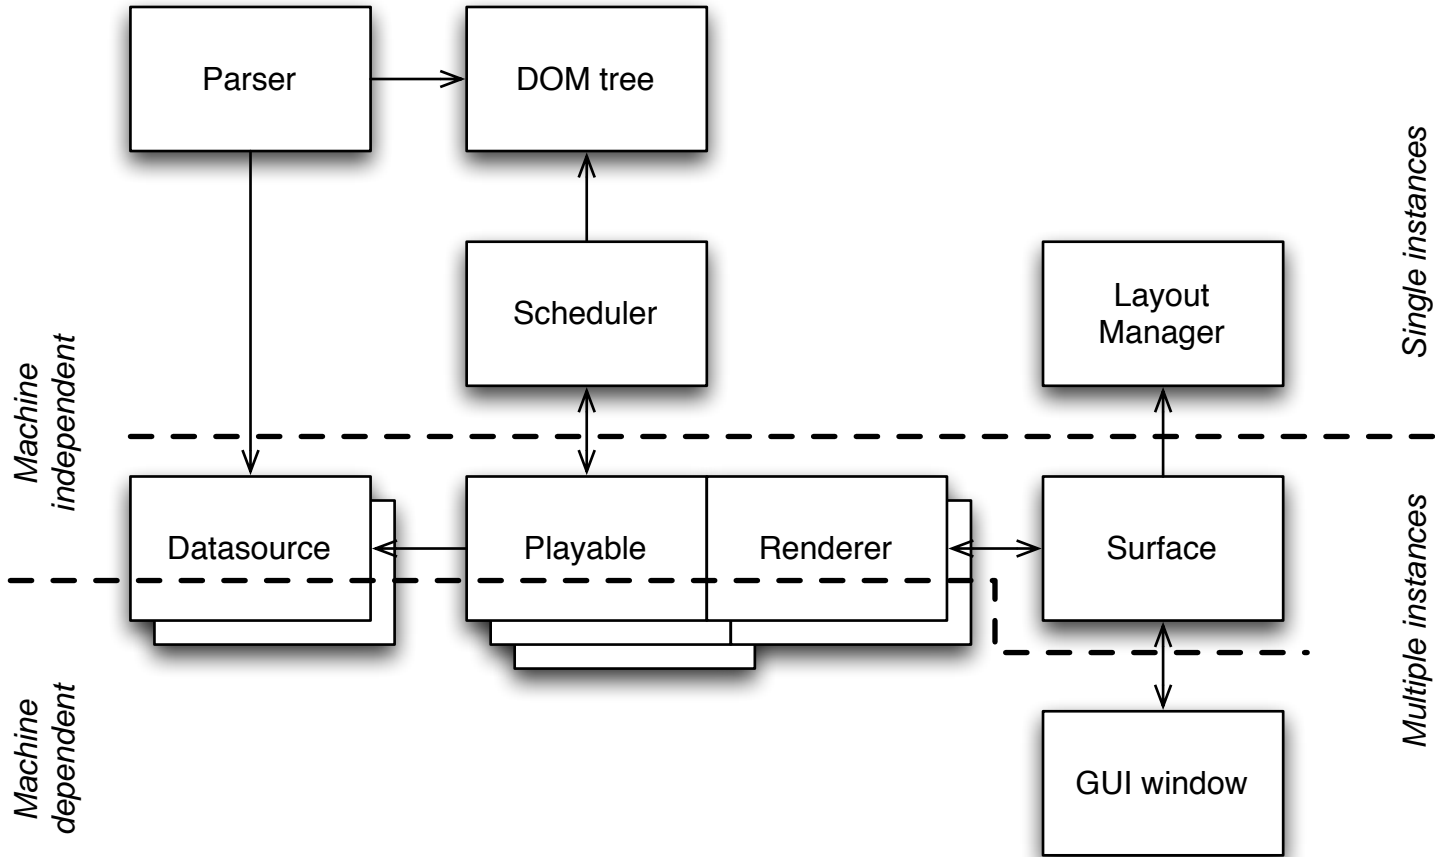 Parser
DOM tree
Scheduler
Layout
Manager
Single instances
Machine
independent
Datasource
Playable
Renderer
Surface
Multiple instances
Machine
dependent
GUI window